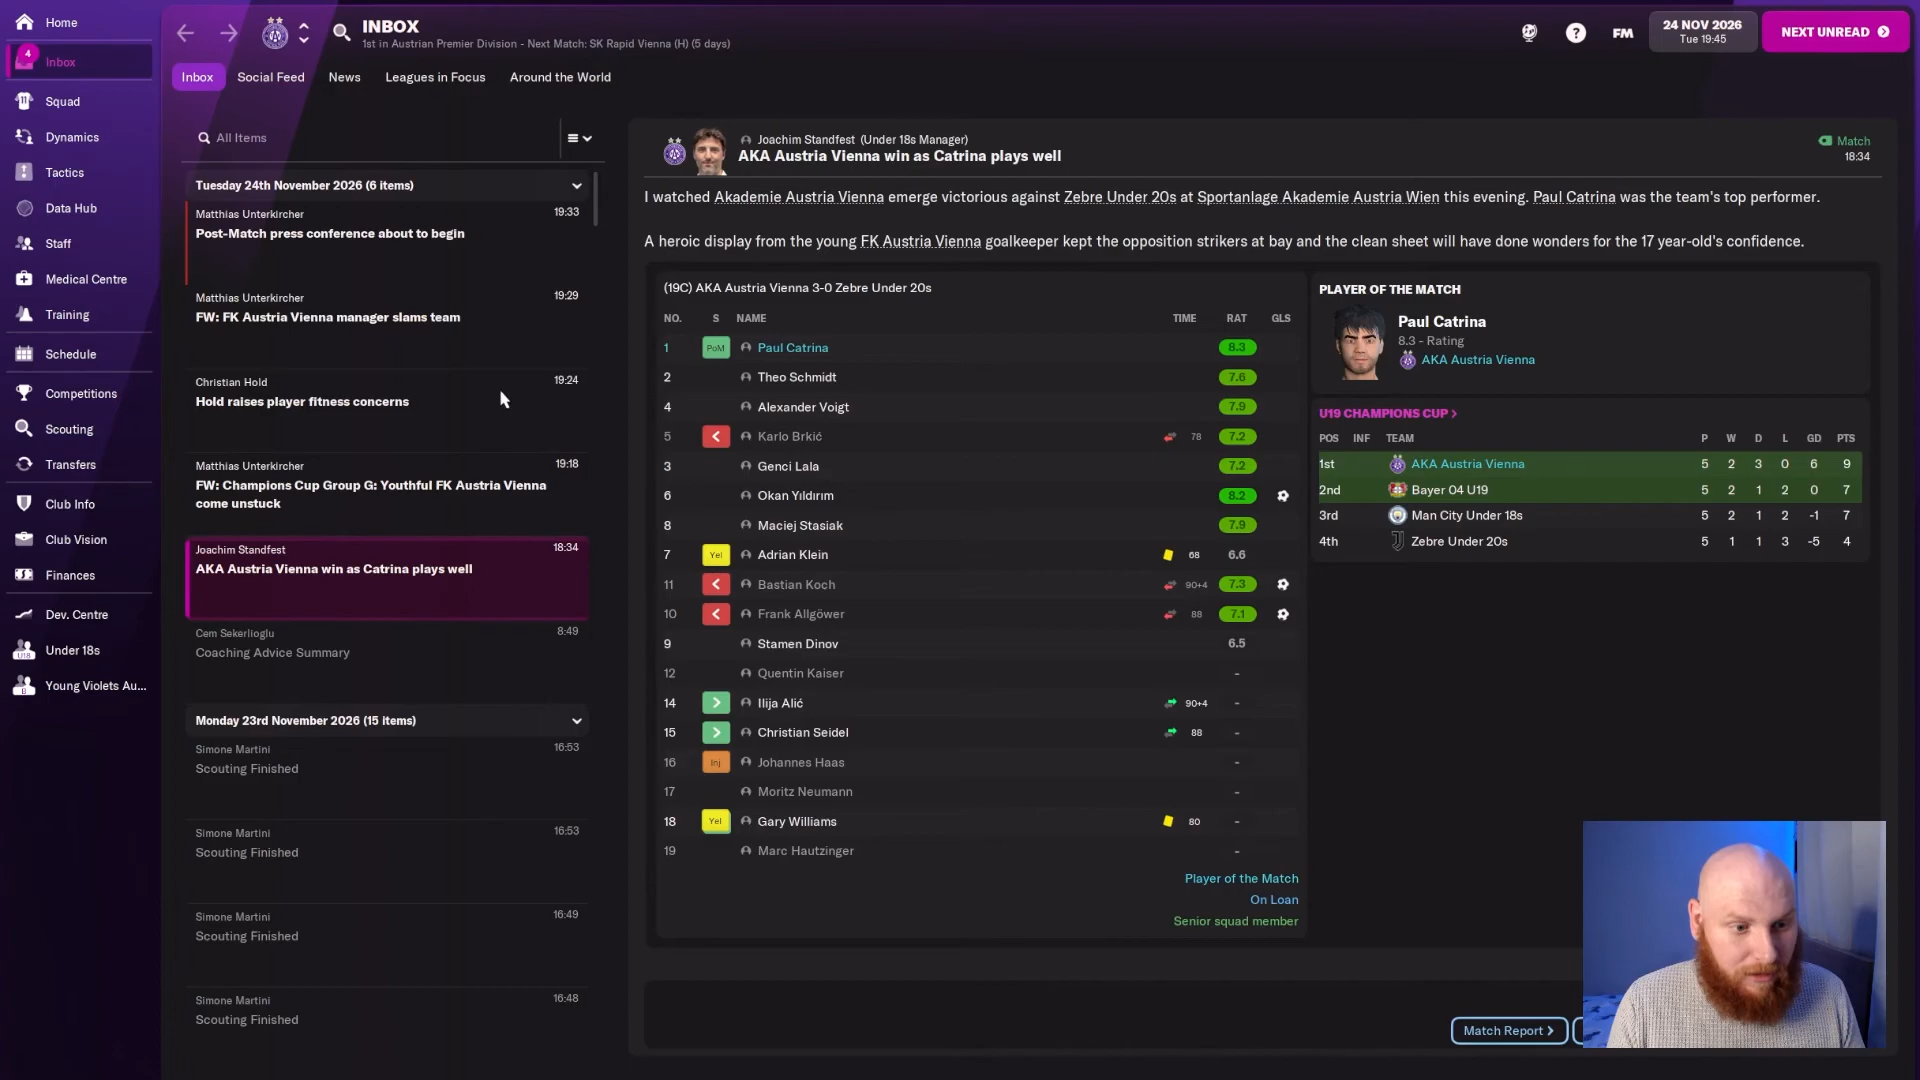 Home
4
Inbox
Squad
Dynamics
Tactics
Data Hub
Staff
Medical Centre
Training
Schedule
Competitions
Scouting
Transfers
Club Info
Club Vision
Finances
Dev. Centre
U18
Under 18s
B
Young Violets Au...
INBOX
1st in Austrian Premier Division - Next Match: SK Rapid Vienna (H) (5 days)
? FM
24 NOV 2026
Tue 19:45
NEXT UNREAD
Inbox Social Feed News Leagues in Focus Around the World
All Items
Tuesday 24th November 2026 (6 items)
Matthias Unterkircher 19:33
Post-Match press conference about to begin
Matthias Unterkircher 19:29
FW: FK Austria Vienna manager slams team
Christian Hold 19:24
Hold raises player fitness concerns
Matthias Unterkircher 19:18
FW: Champions Cup Group G: Youthful FK Austria Vienna
come unstuck
Joachim Standfest 18:34
AKA Austria Vienna win as Catrina plays well
Cem Sekerlioglu 8:49
Coaching Advice Summary
Monday 23rd November 2026 (15 items)
Simone Martini 16:53
Scouting Finished
Simone Martini 16:53
Scouting Finished
Simone Martini 16:49
Scouting Finished
Simone Martini 16:48
Scouting Finished
Joachim Standfest (Under 18s Manager)
AKA Austria Vienna win as Catrina plays well
Match
18:34
I watched Akademie Austria Vienna emerge victorious against Zebre Under 20s at Sportanlage Akademie Austria Wien this evening. Paul Catrina was the team's top performer.
A heroic display from the young FK Austria Vienna goalkeeper kept the opposition strikers at bay and the clean sheet will have done wonders for the 17 year-old's confidence.
(19C) AKA Austria Vienna 3-0 Zebre Under 20s
NO. S NAME TIME RAT GLS
1 PoM Paul Catrina 8.3
2 Theo Schmidt 7.6
4 Alexander Voigt 7.9
5 Karlo Brkić 78 7.2
3 Genci Lala 7.2
6 Okan Yıldırım 8.2
8 Maciej Stasiak 7.9
7 Yel Adrian Klein 68 6.6
11 Bastian Koch 90+4 7.3
10 Frank Allgöwer 88 7.1
9 Stamen Dinov 6.5
12 Quentin Kaiser -
14 Ilija Alić 90+4 -
15 Christian Seidel 88 -
16 Inj Johannes Haas -
17 Moritz Neumann -
18 Yel Gary Williams 80 -
19 Marc Hautzinger -
Player of the Match
On Loan
Senior squad member
PLAYER OF THE MATCH
Paul Catrina
8.3 - Rating
AKA Austria Vienna
U19 CHAMPIONS CUP >
POS INF TEAM P W D L GD PTS
1st AKA Austria Vienna 5 2 3 0 6 9
2nd Bayer 04 U19 5 2 1 2 0 7
3rd Man City Under 18s 5 2 1 2 -1 7
4th Zebre Under 20s 5 1 1 3 -5 4
Match Report >